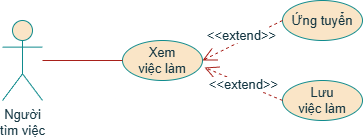 Ứng tuyển
<<extend>>
Xem
việc làm
<<extend>>
Lưu
việc làm
Người
tìm việc